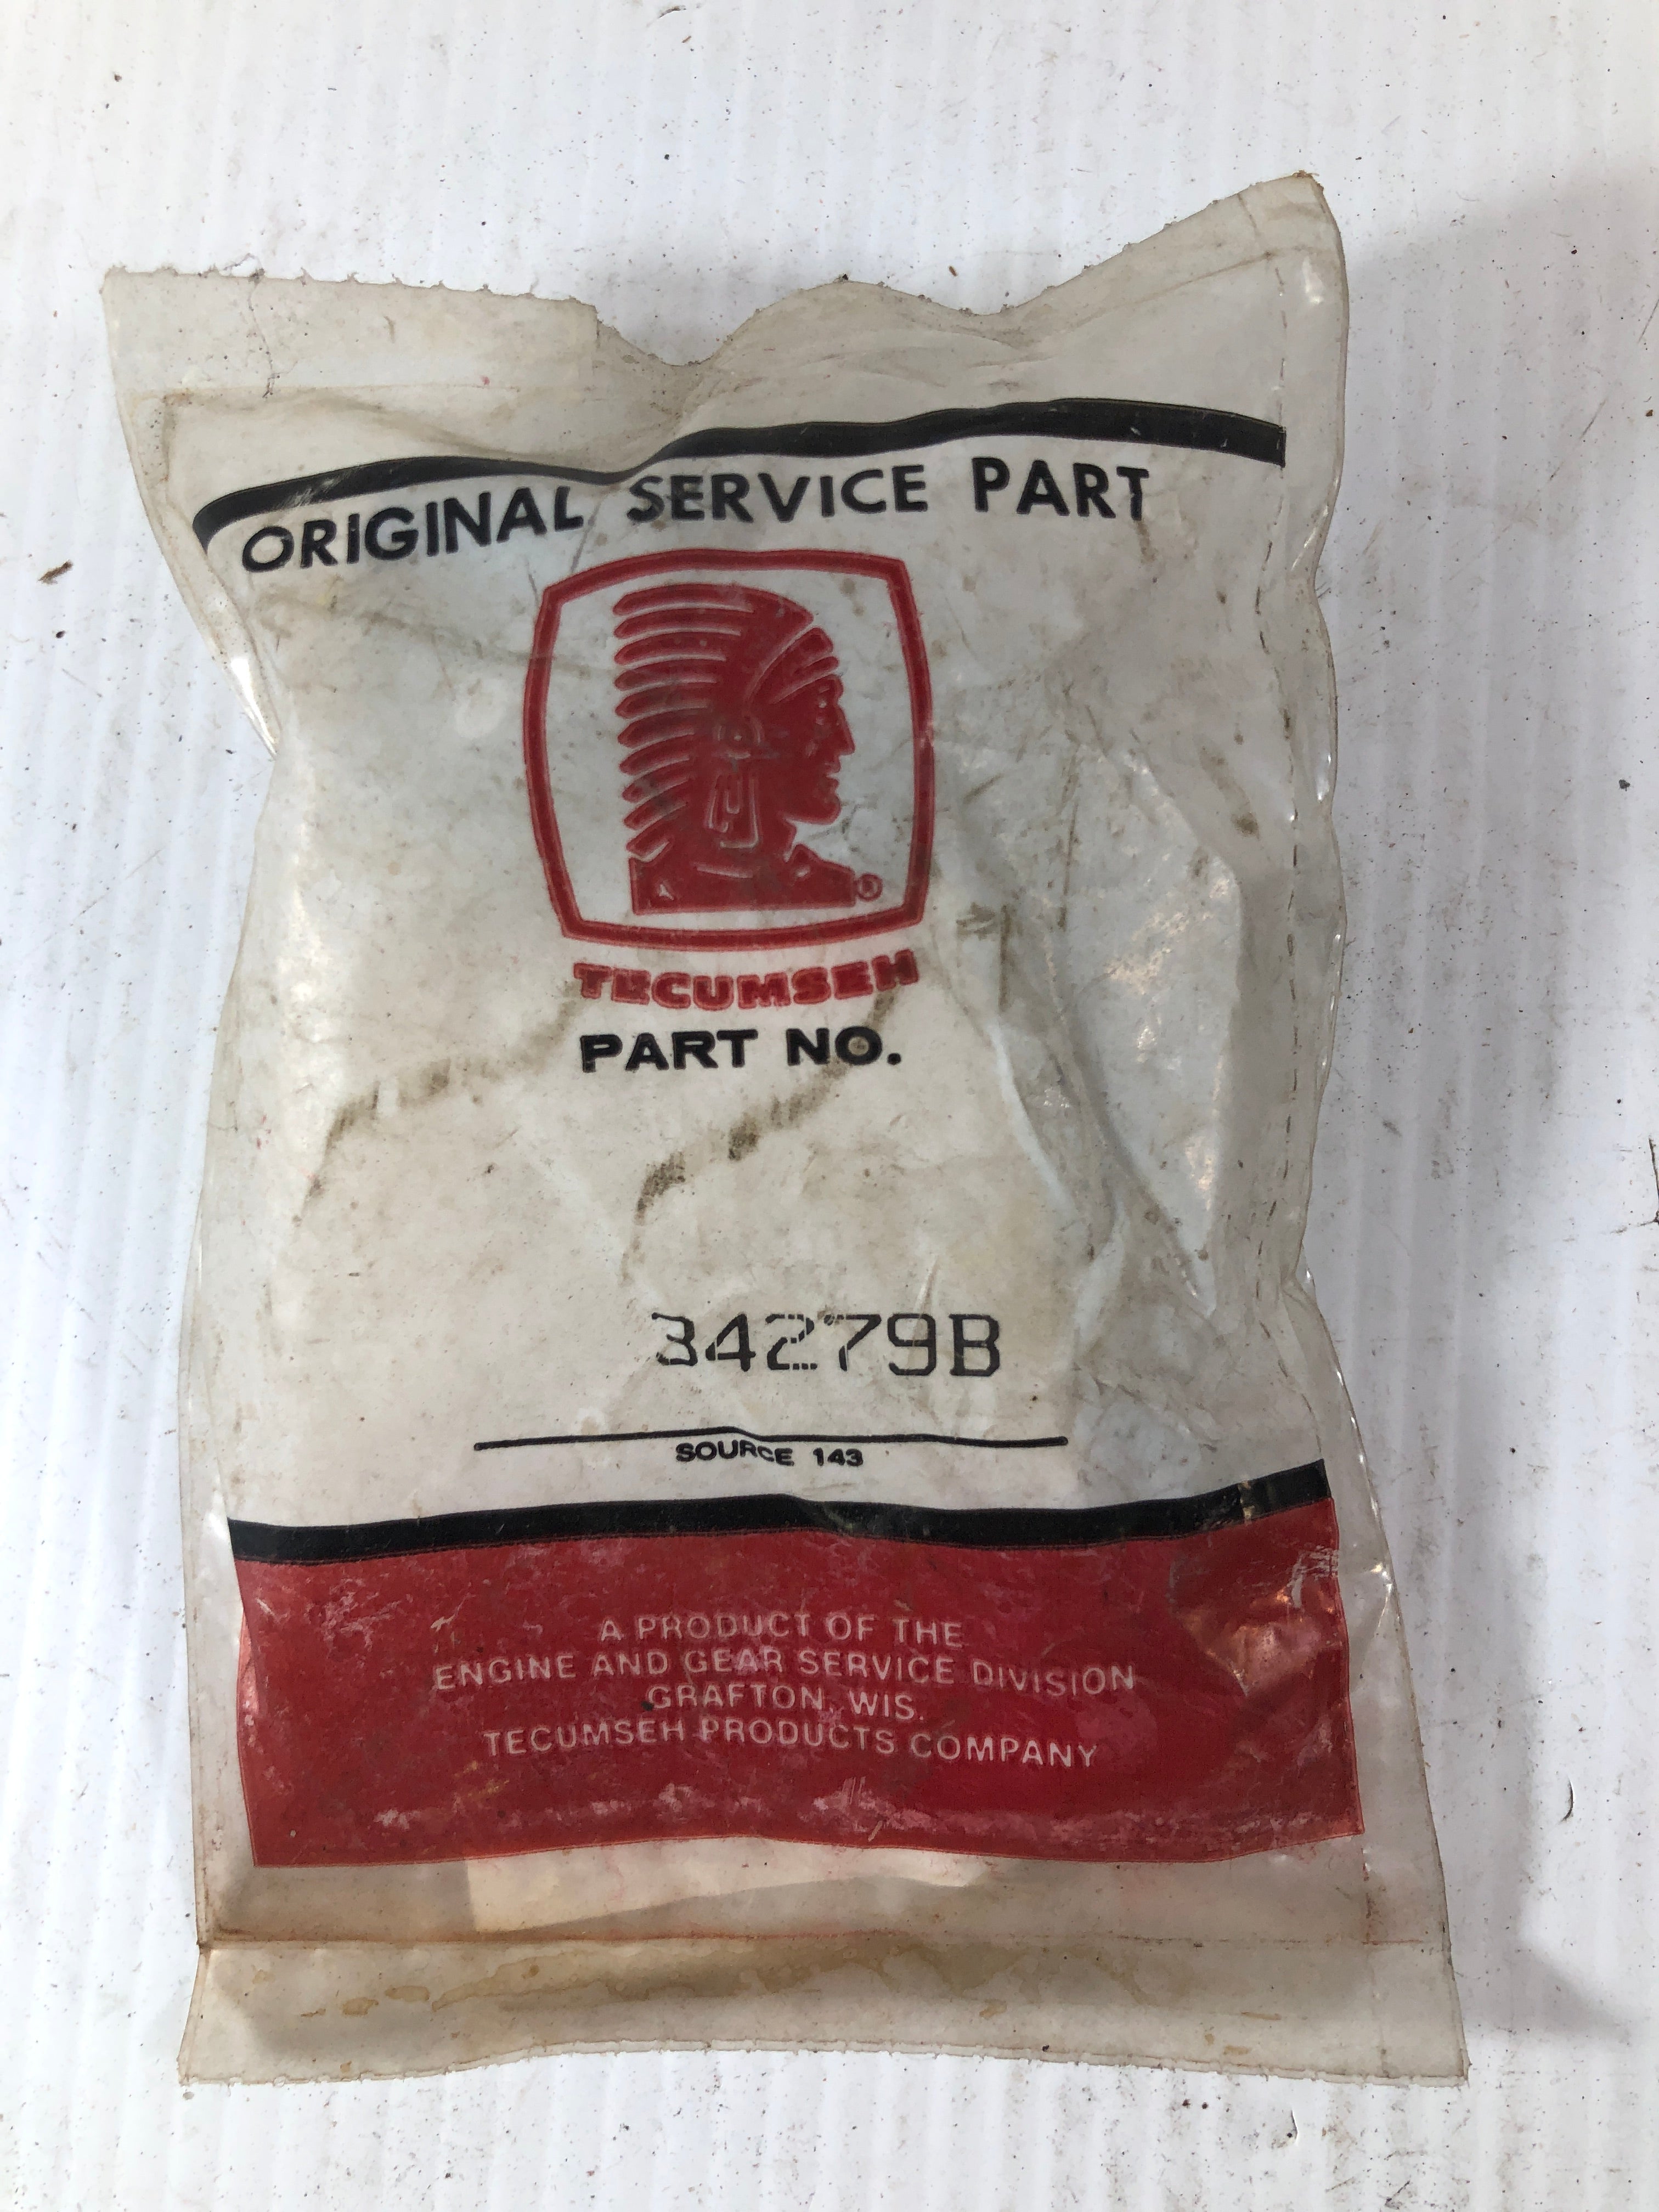 ORIGINAL SERVICE PART
®
TECUMSEH
PART NO.
34279B
SOURCE 143
A PRODUCT OF THE
ENGINE AND GEAR SERVICE DIVISION
GRAFTON, WIS.
TECUMSEH PRODUCTS COMPANY